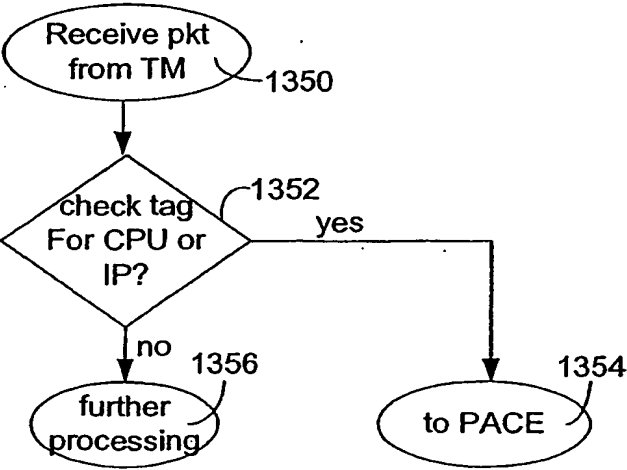 Receive pkt
from TM
1350
1352
check tag
For CPU or
IP?
yes
no
1356
1354
further
processing
to PACE